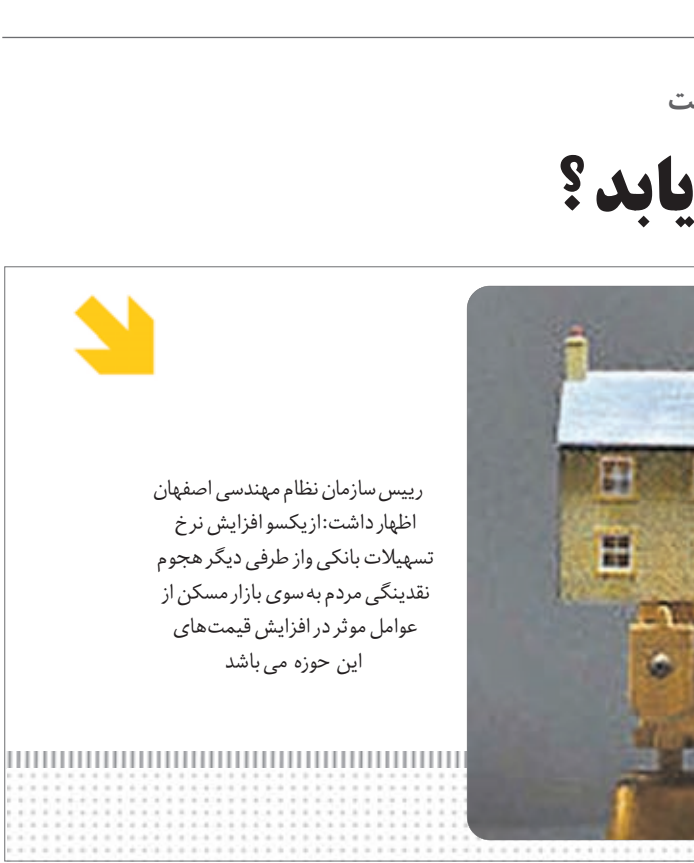 یابد ؟
رییس سازمان نظام مهندسی اصفهان
اظهار داشت:ازیکسو افزایش نرخ
تسهیلات بانکی واز طرفی دیگر هجوم
نقدینگی مردم به‌سوی بازار مسکن از
عوامل موثر در افزایش قیمت‌های
این حوزه می باشد